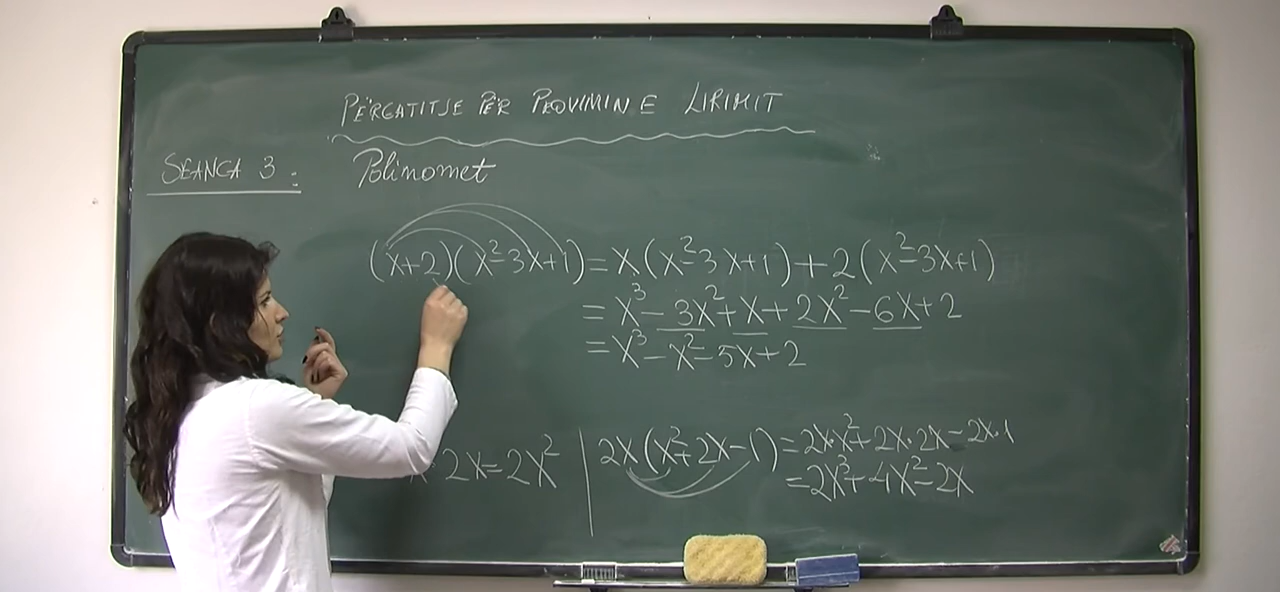 PËRGATITJE PËR PROVIMIN E LIRIMIT
SEANCA 3: Polinomet
(x+2)(x²-3x+1)=x(x²-3x+1)+2(x²-3x+1)
=x³-3x²+x+2x²-6x+2
=x³-x²-5x+2
x·2x=2x²
2x(x²+2x-1)=2x·x²+2x·2x-2x·1
=2x³+4x²-2x